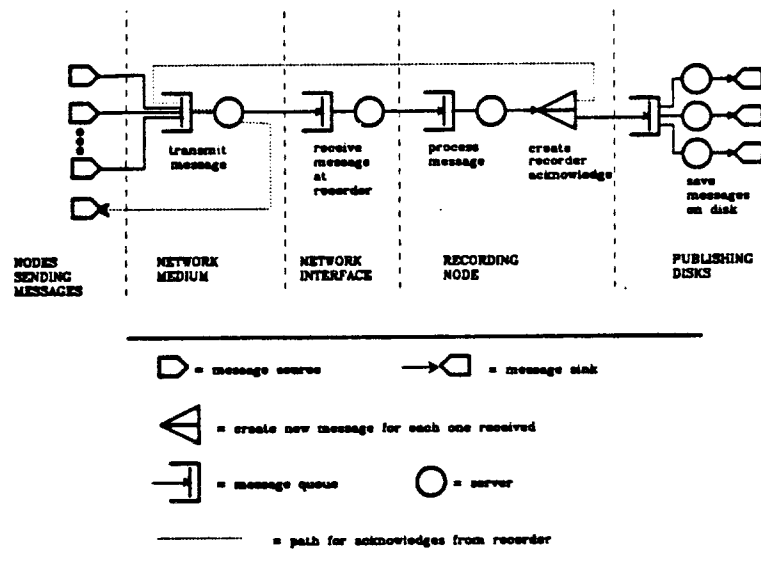 transmit
message
receive
message
at
recorder
process
message
create
recorder
acknowledge
save
messages
on disk
NODES
SENDING
MESSAGES
NETWORK
MEDIUM
NETWORK
INTERFACE
RECORDING
NODE
PUBLISHING
DISKS
= message source
= message sink
= create new message for each one received
= message queue
= server
= path for acknowledges from recorder